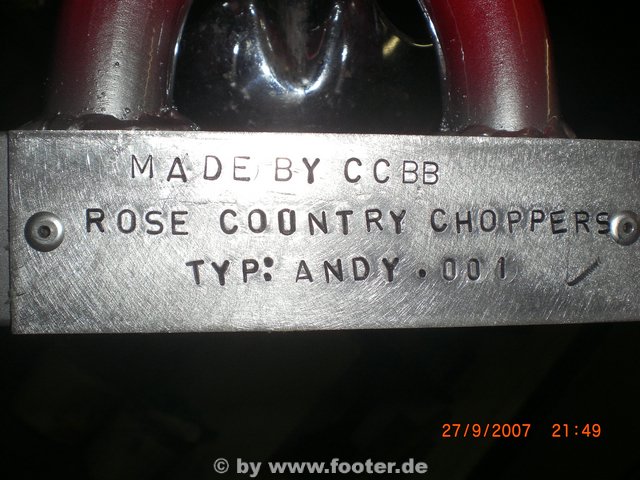 MADE BY CCBB
ROSE COUNTRY CHOPPERS
TYP: ANDY.001
27/9/2007 21:49
© by www.footer.de